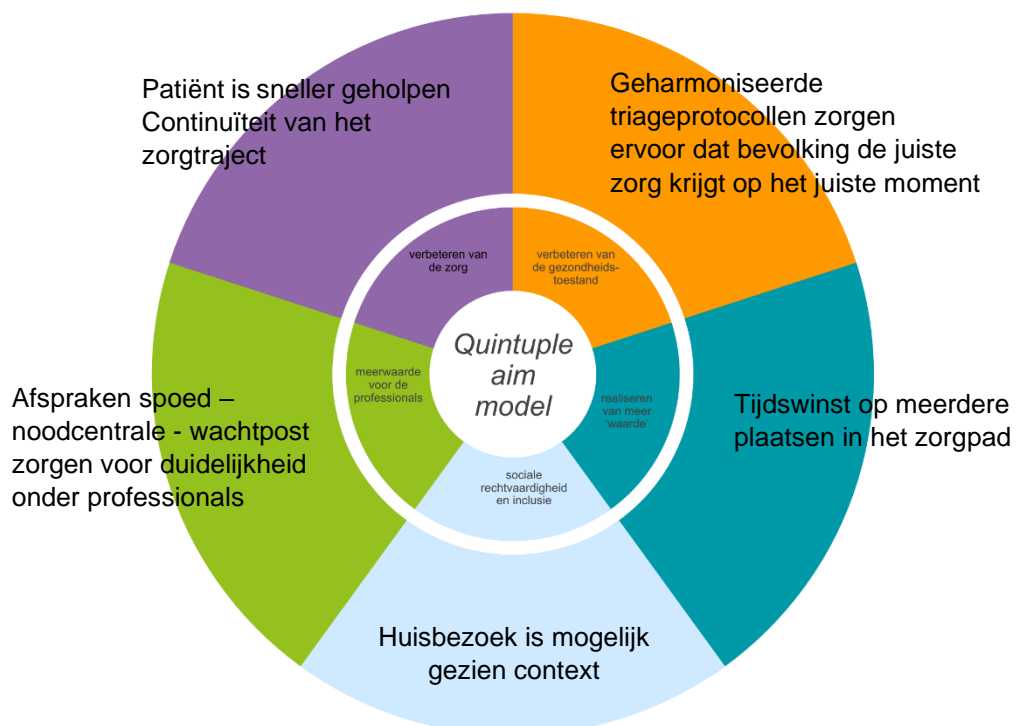 Patiënt is sneller geholpen
Continuïteit van het
zorgtraject
Geharmoniseerde
triageprotocollen zorgen
ervoor dat bevolking de juiste
zorg krijgt op het juiste moment
verbeteren van
de zorg
verbeteren van
de gezondheids-
toestand
Quintuple
aim
model
meerwaarde
voor de
professionals
realiseren
van meer
'waarde'
sociale
rechtvaardigheid
en inclusie
Afspraken spoed –
noodcentrale - wachtpost
zorgen voor duidelijkheid
onder professionals
Tijdswinst op meerdere
plaatsen in het zorgpad
Huisbezoek is mogelijk
gezien context